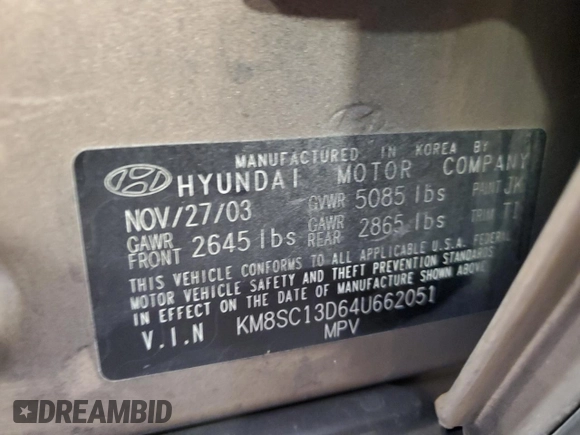 MANUFACTURED IN KOREA BY
HYUNDAI MOTOR COMPANY
NOV/27/03 GVWR 5085 lbs PAINT JK
GAWR FRONT 2645 lbs GAWR REAR 2865 lbs TRIM TI
THIS VEHICLE CONFORMS TO ALL APPLICABLE U.S.A. FEDERAL
MOTOR VEHICLE SAFETY AND THEFT PREVENTION STANDARDS
IN EFFECT ON THE DATE OF MANUFACTURE SHOWN ABOVE
V.I.N KM8SC13D64U662051
MPV
DREAMBID